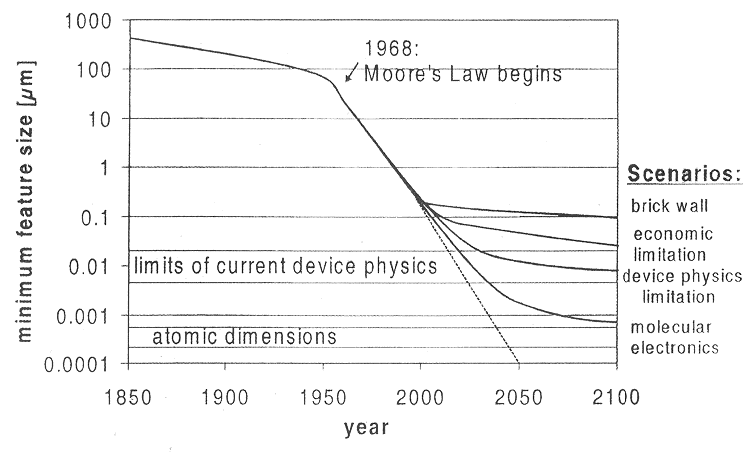 1000
100
10
1
0.1
0.01
0.001
0.0001
minimum feature size [µm]
1968:
Moore's Law begins
limits of current device physics
atomic dimensions
1850
1900
1950
2000
2050
2100
year
Scenarios:
brick wall
economic
limitation
device physics
limitation
molecular
electronics